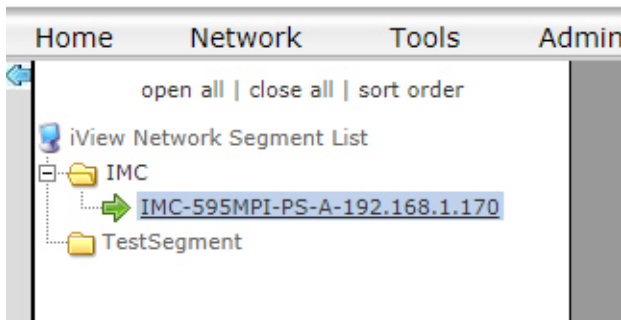 Home Network Tools Admin
open all | close all | sort order
iView Network Segment List
IMC
IMC-595MPI-PS-A-192.168.1.170
TestSegment